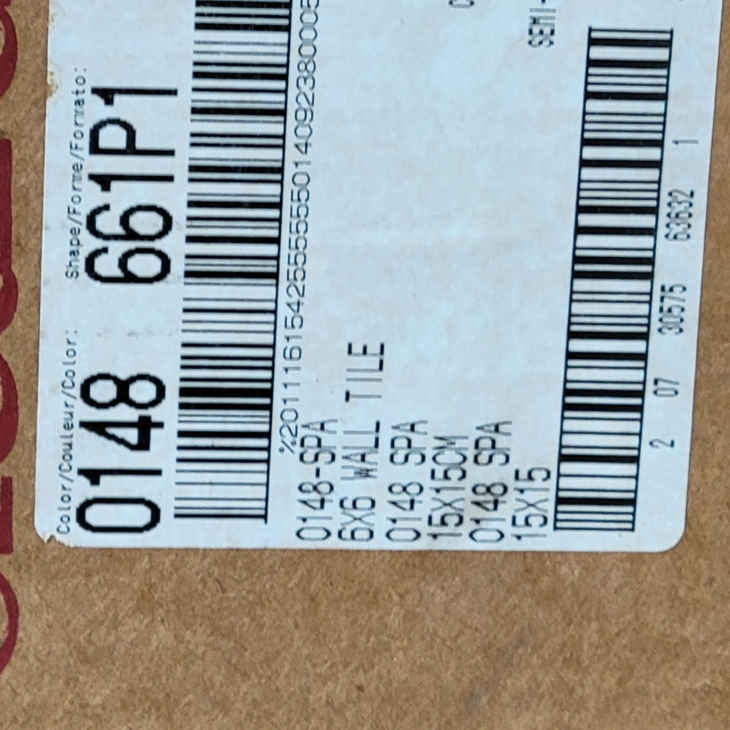 Color/Couleur/Color: Shape/Forme/Formato:
0148 661P1
%20111615425555555014092380005
0148-SPA
6X6 WALL TILE
0148 SPA
15X15CM
0148 SPA
15X15
SEMI-
2 07 30575 63632 1